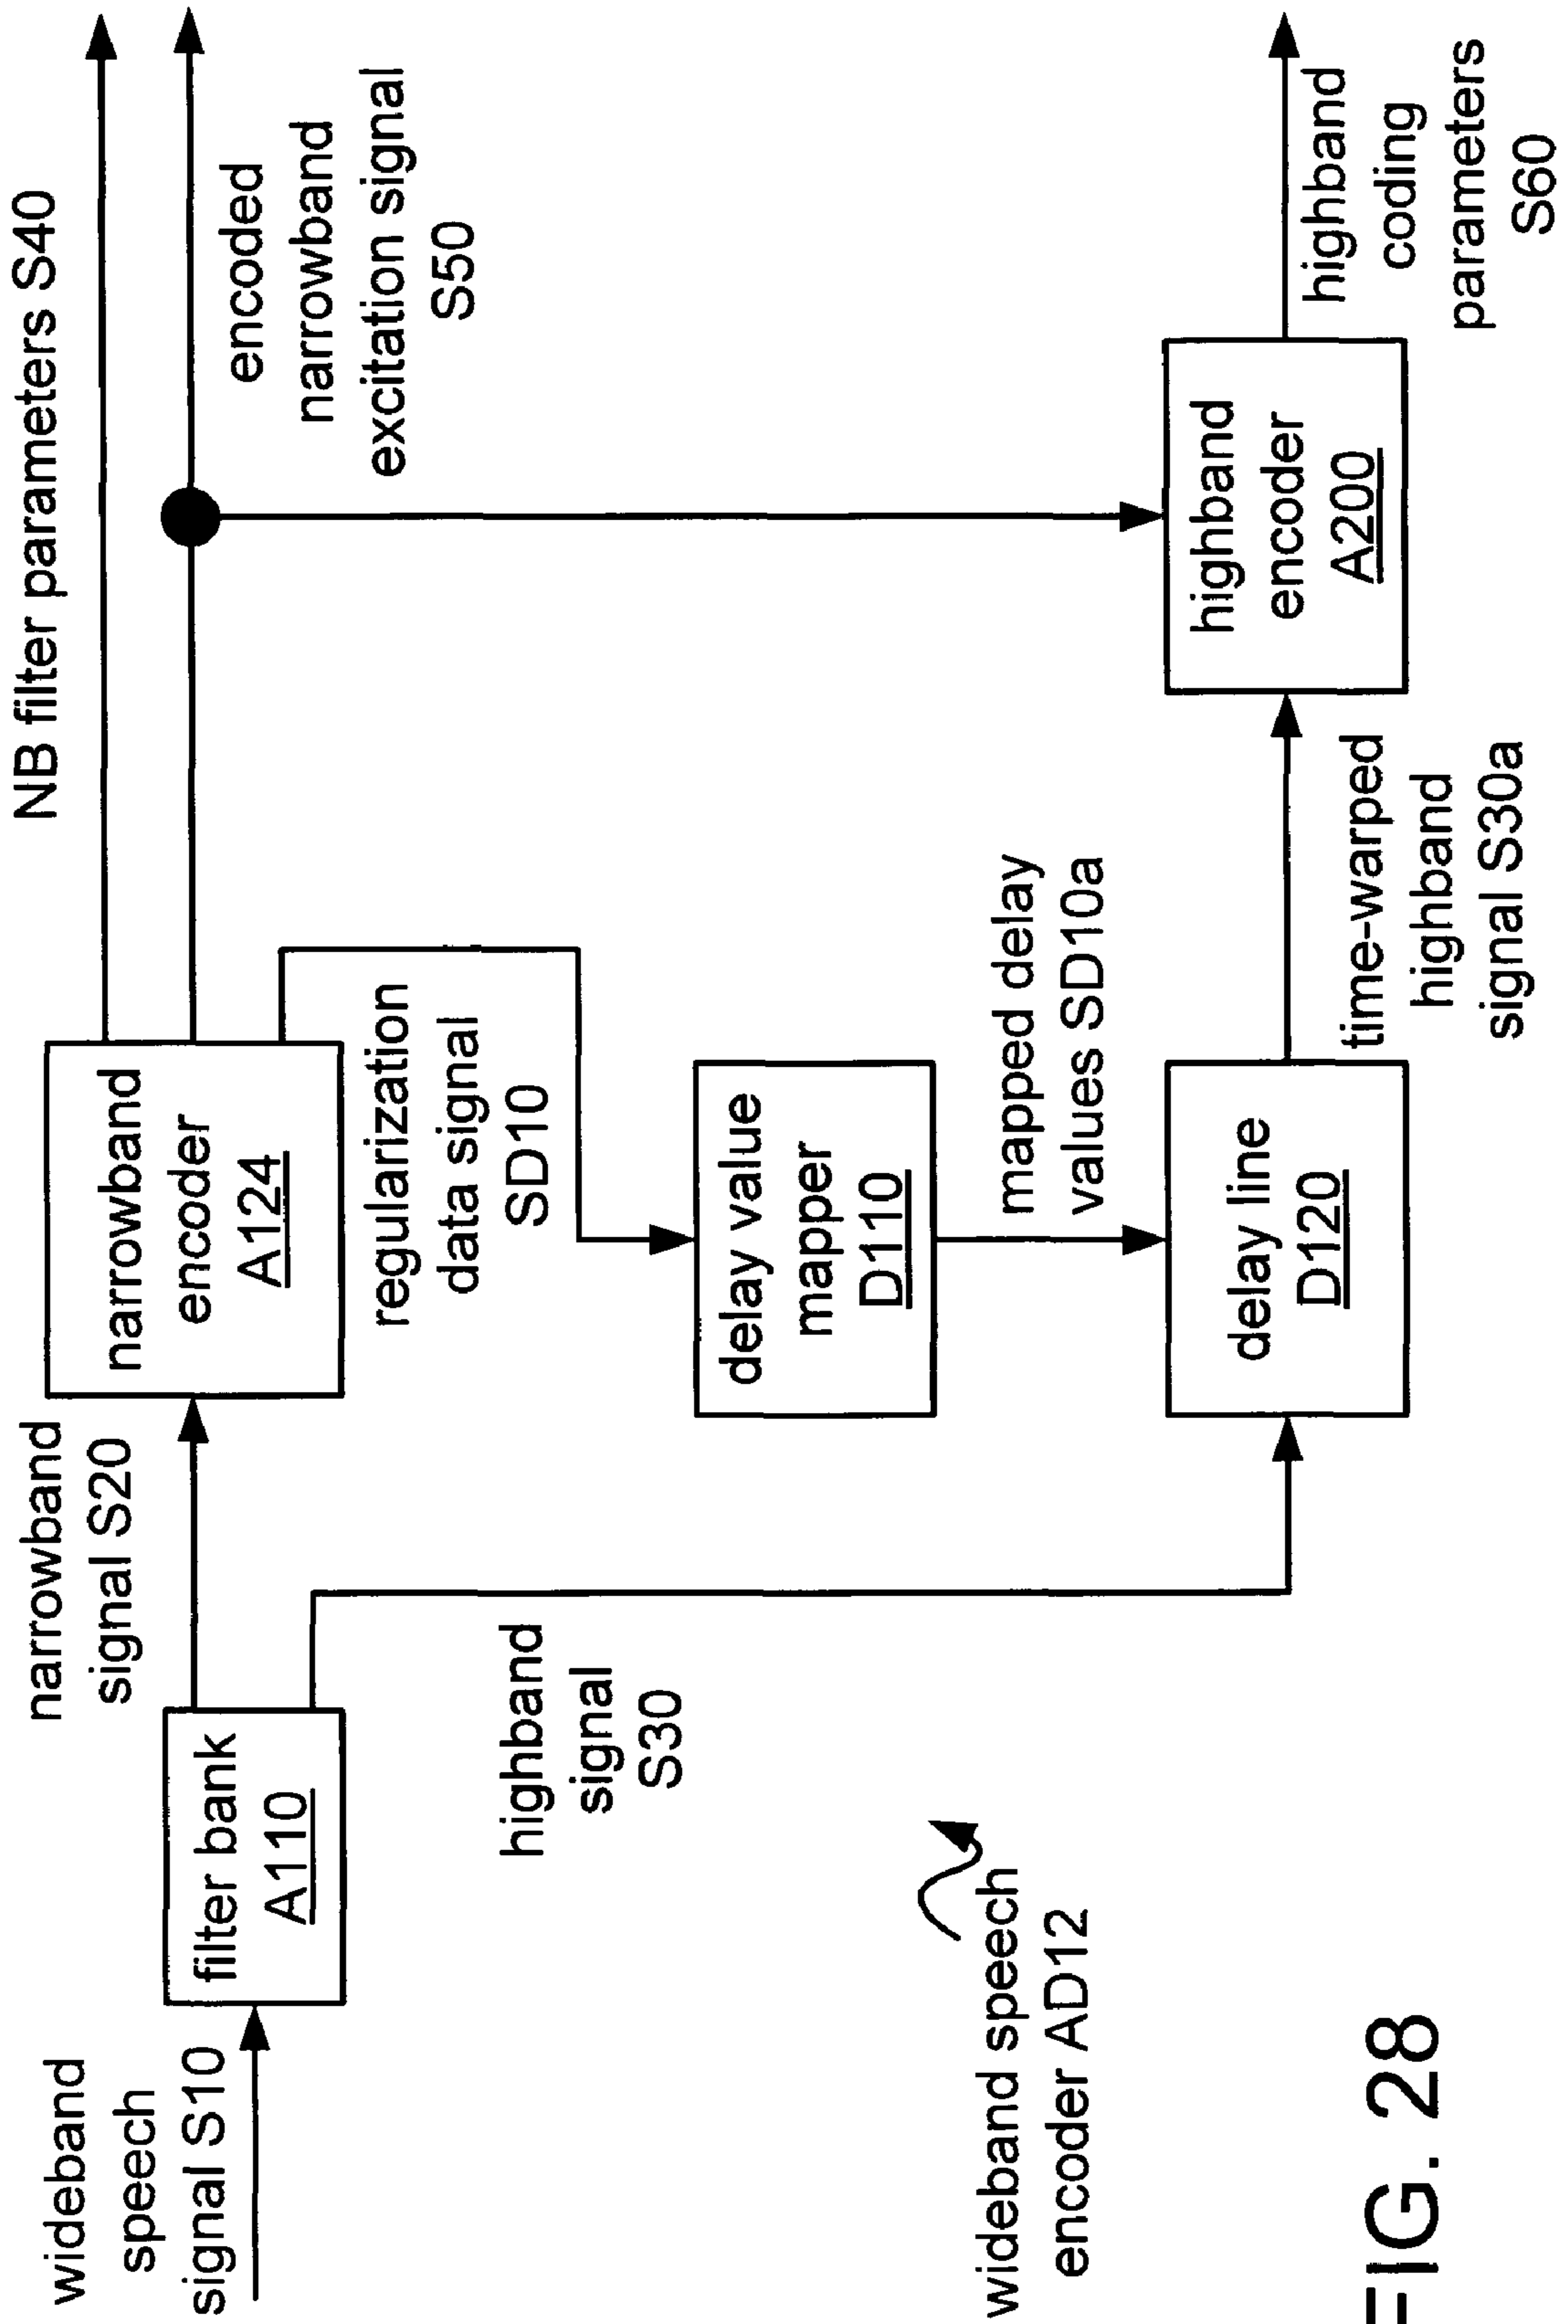 wideband
speech
signal S10
filter bank
A110
narrowband
signal S20
highband
signal
S30
narrowband
encoder
A124
NB filter parameters S40
encoded
narrowband
excitation signal
S50
regularization
data signal
SD10
delay value
mapper
D110
mapped delay
values SD10a
delay line
D120
time-warped
highband
signal S30a
highband
encoder
A200
highband
coding
parameters
S60
wideband speech
encoder AD12
FIG. 28